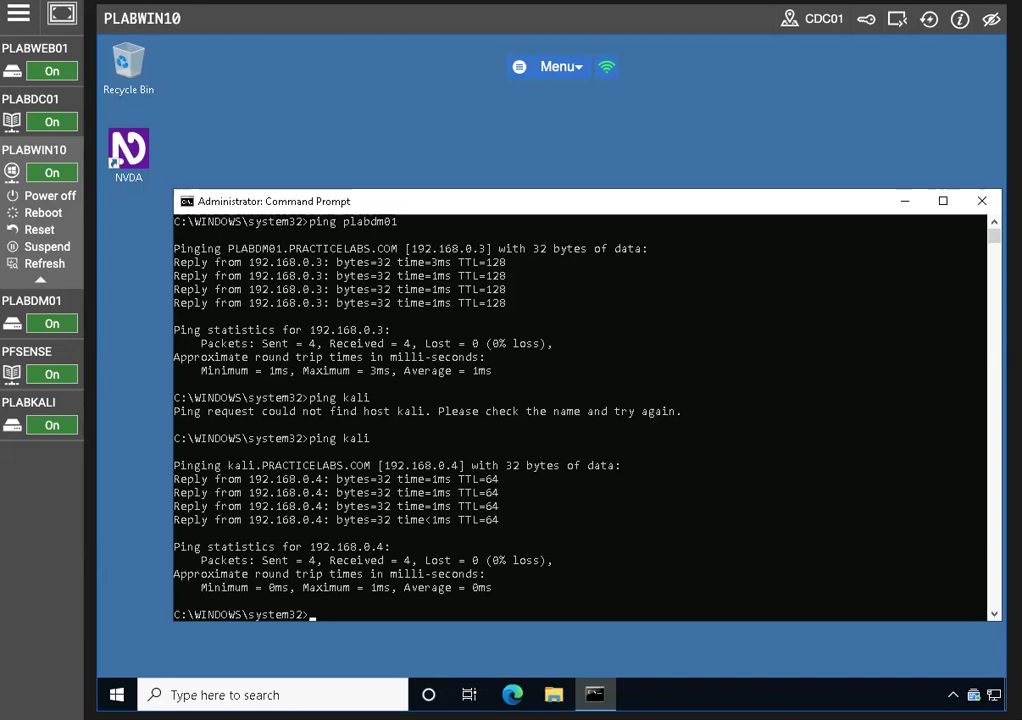 PLABWIN10
CDC01
PLABWEB01
On
PLABDC01
On
PLABWIN10
On
Power off
Reboot
Reset
Suspend
Refresh
PLABDM01
On
PFSENSE
On
PLABKALI
On
Recycle Bin
Menu
NVDA
Administrator: Command Prompt
C:\WINDOWS\system32>ping plabdm01
Pinging PLABDM01.PRACTICELABS.COM [192.168.0.3] with 32 bytes of data:
Reply from 192.168.0.3: bytes=32 time=3ms TTL=128
Reply from 192.168.0.3: bytes=32 time=1ms TTL=128
Reply from 192.168.0.3: bytes=32 time=1ms TTL=128
Reply from 192.168.0.3: bytes=32 time=1ms TTL=128
Ping statistics for 192.168.0.3:
Packets: Sent = 4, Received = 4, Lost = 0 (0% loss),
Approximate round trip times in milli-seconds:
Minimum = 1ms, Maximum = 3ms, Average = 1ms
C:\WINDOWS\system32>ping kali
Ping request could not find host kali. Please check the name and try again.
C:\WINDOWS\system32>ping kali
Pinging kali.PRACTICELABS.COM [192.168.0.4] with 32 bytes of data:
Reply from 192.168.0.4: bytes=32 time=1ms TTL=64
Reply from 192.168.0.4: bytes=32 time=1ms TTL=64
Reply from 192.168.0.4: bytes=32 time=1ms TTL=64
Reply from 192.168.0.4: bytes=32 time<1ms TTL=64
Ping statistics for 192.168.0.4:
Packets: Sent = 4, Received = 4, Lost = 0 (0% loss),
Approximate round trip times in milli-seconds:
Minimum = 0ms, Maximum = 1ms, Average = 0ms
C:\WINDOWS\system32>
Type here to search